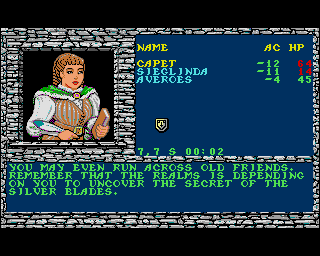 NAME AC HP
CAPET -12 64
SIEGLINDA -11 14
AVEROES -4 45
7,7 S 00:02
YOU MAY EVEN RUN ACROSS OLD FRIENDS.
REMEMBER THAT THE REALMS IS DEPENDING
ON YOU TO UNCOVER THE SECRET OF THE
SILVER BLADES.